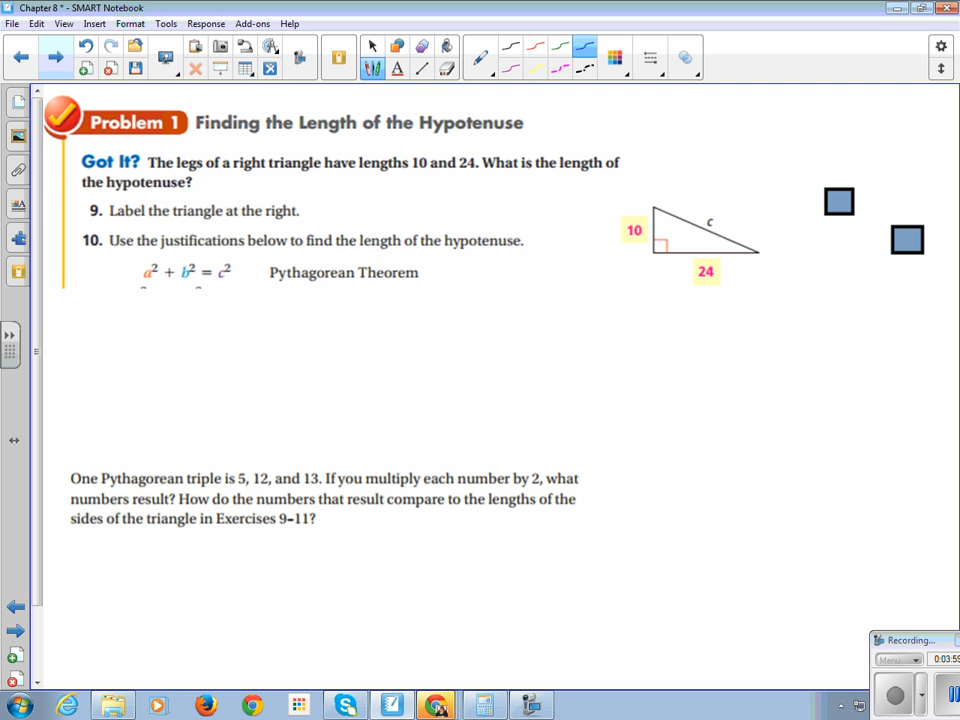 Chapter 8 * - SMART Notebook
File Edit View Insert Format Tools Response Add-ons Help
Problem 1 Finding the Length of the Hypotenuse
Got It? The legs of a right triangle have lengths 10 and 24. What is the length of
the hypotenuse?
9. Label the triangle at the right.
10. Use the justifications below to find the length of the hypotenuse.
a² + b² = c² Pythagorean Theorem
10
c
24
One Pythagorean triple is 5, 12, and 13. If you multiply each number by 2, what
numbers result? How do the numbers that result compare to the lengths of the
sides of the triangle in Exercises 9–11?
Recording...
Menu